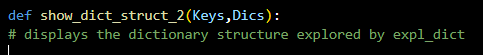 def show_dict_struct_2(Keys,Dics):
# displays the dictionary structure explored by expl_dict